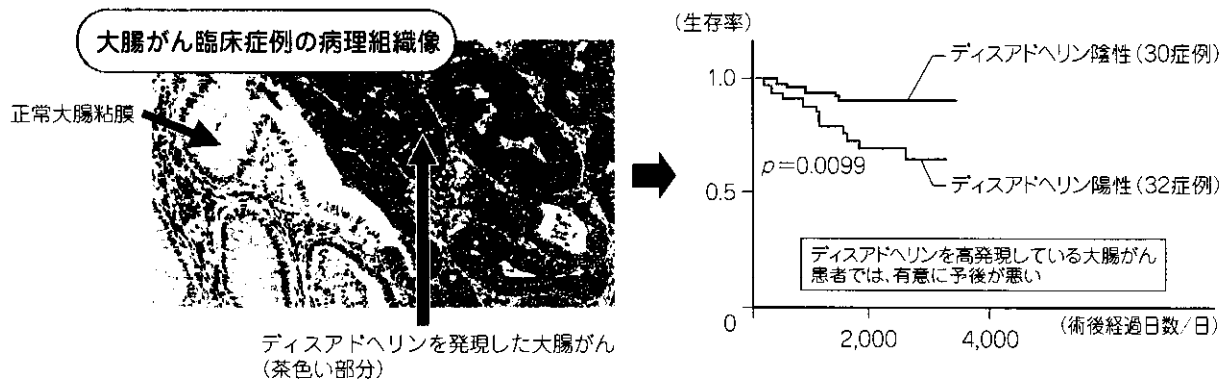 大腸がん臨床症例の病理組織像
正常大腸粘膜
ディスアドヘリンを発現した大腸がん
(茶色い部分)
(生存率)
1.0
0.5
0
ディスアドヘリン陰性(30症例)
p=0.0099
ディスアドヘリン陽性(32症例)
ディスアドヘリンを高発現している大腸がん
患者では、有意に予後が悪い
2,000
4,000
(術後経過日数/日)